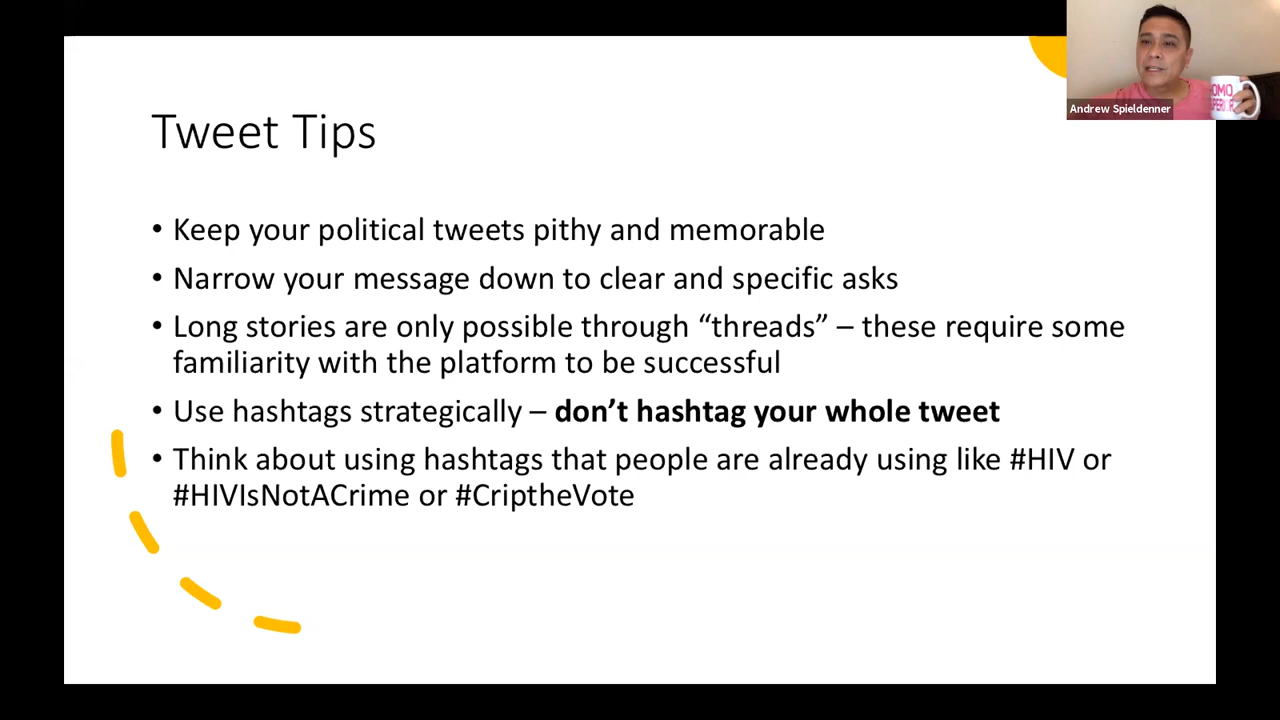 Tweet Tips
• Keep your political tweets pithy and memorable
• Narrow your message down to clear and specific asks
• Long stories are only possible through “threads” – these require some
familiarity with the platform to be successful
• Use hashtags strategically – don’t hashtag your whole tweet
• Think about using hashtags that people are already using like #HIV or
#HIVIsNotACrime or #CriptheVote
Andrew Spieldenner